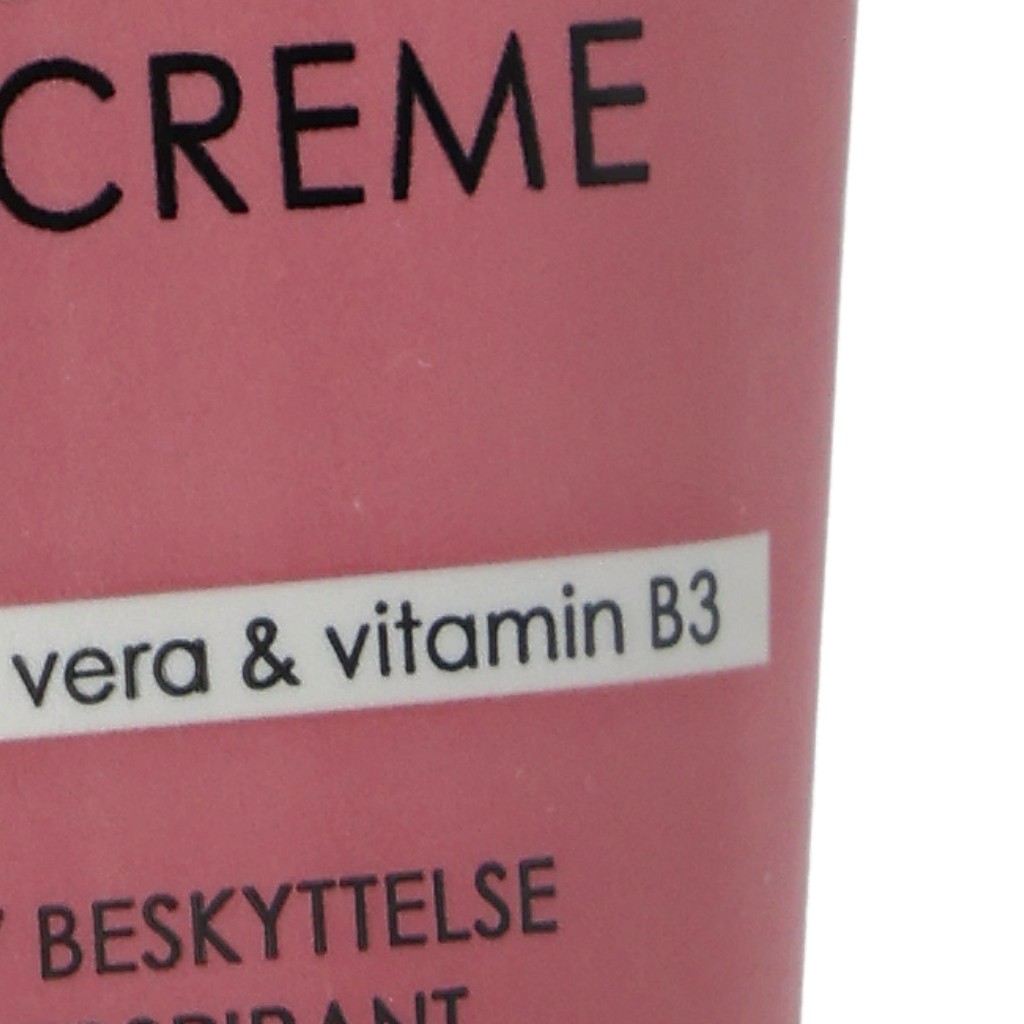 CREME
vera & vitamin B3
BESKYTTELSE